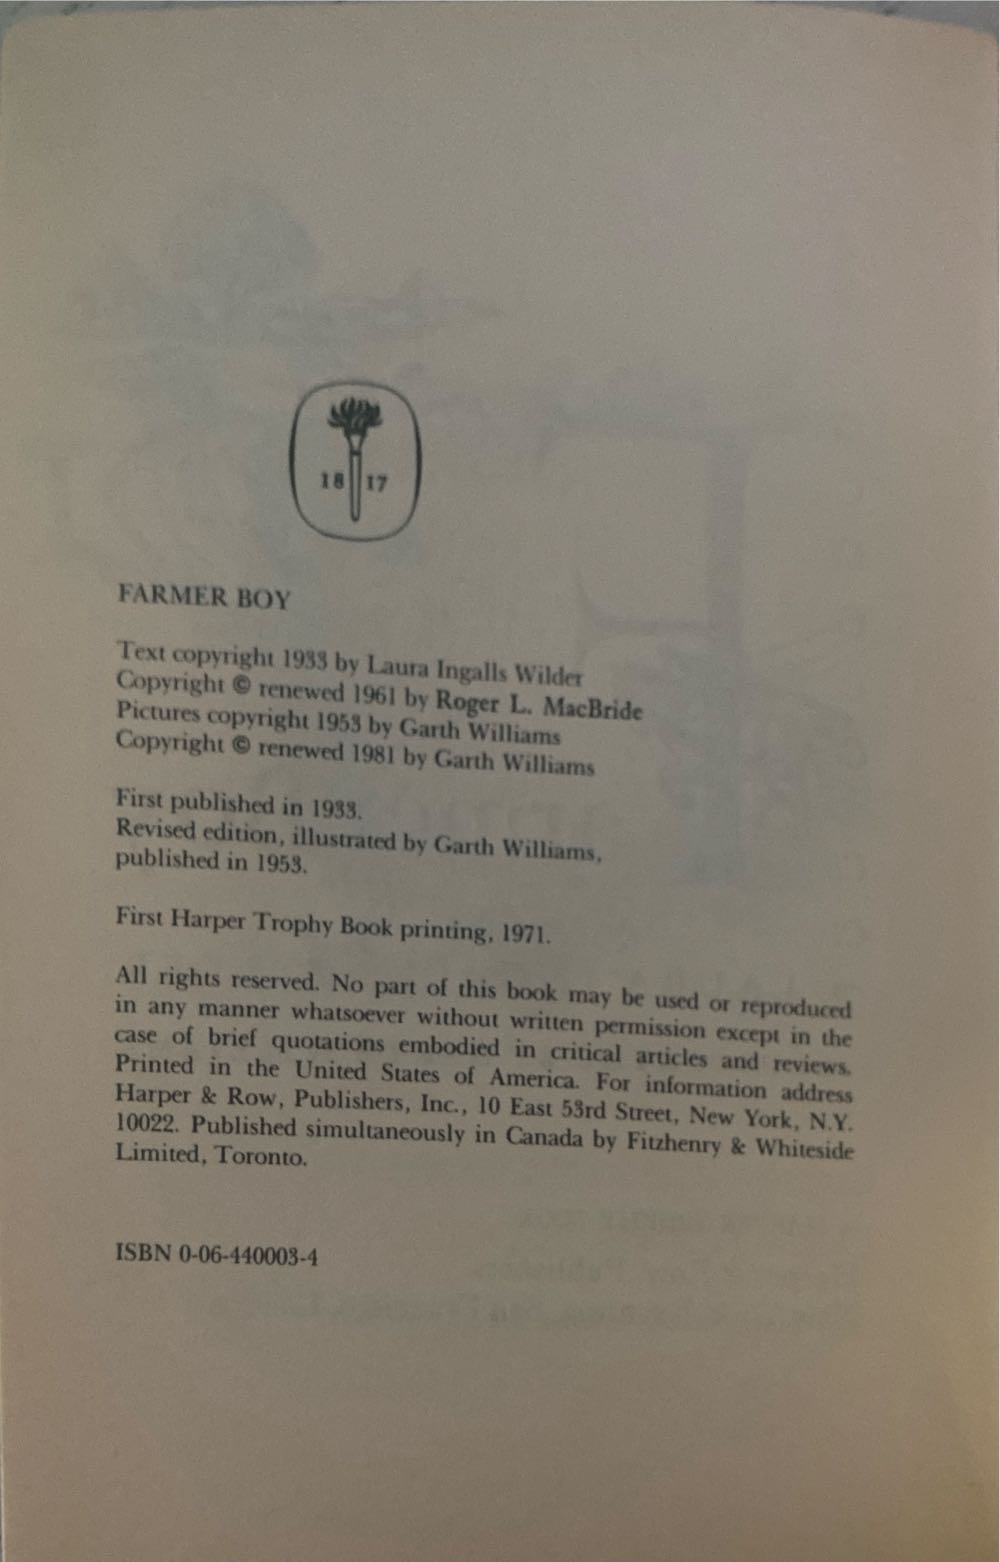 18 17
FARMER BOY
Text copyright 1933 by Laura Ingalls Wilder
Copyright © renewed 1961 by Roger L. MacBride
Pictures copyright 1953 by Garth Williams
Copyright © renewed 1981 by Garth Williams
First published in 1933.
Revised edition, illustrated by Garth Williams,
published in 1953.
First Harper Trophy Book printing, 1971.
All rights reserved. No part of this book may be used or reproduced
in any manner whatsoever without written permission except in the
case of brief quotations embodied in critical articles and reviews.
Printed in the United States of America. For information address
Harper & Row, Publishers, Inc., 10 East 53rd Street, New York, N.Y.
10022. Published simultaneously in Canada by Fitzhenry & Whiteside
Limited, Toronto.
ISBN 0-06-440003-4